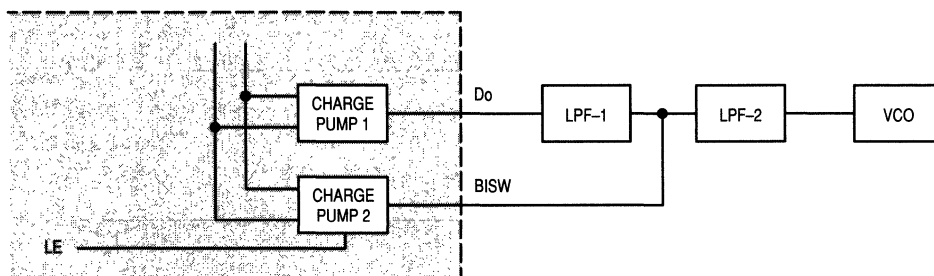 CHARGE
PUMP 1
Do
LPF–1
LPF–2
VCO
CHARGE
PUMP 2
BISW
LE